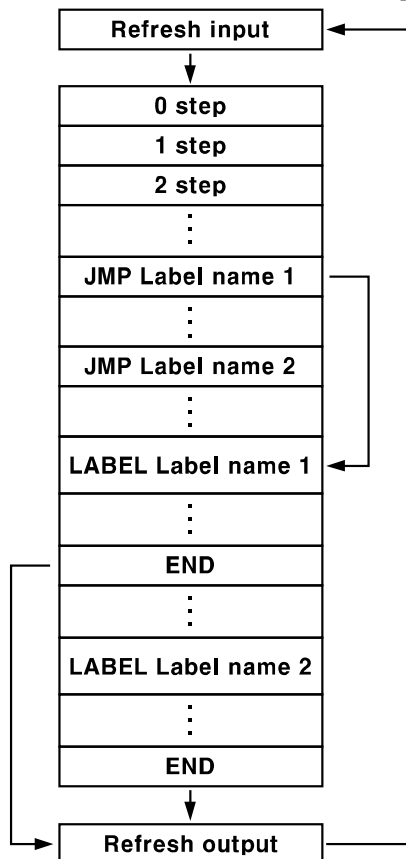 Refresh input
0 step
1 step
2 step
⋮
JMP Label name 1
⋮
JMP Label name 2
⋮
LABEL Label name 1
⋮
END
⋮
LABEL Label name 2
⋮
END
Refresh output